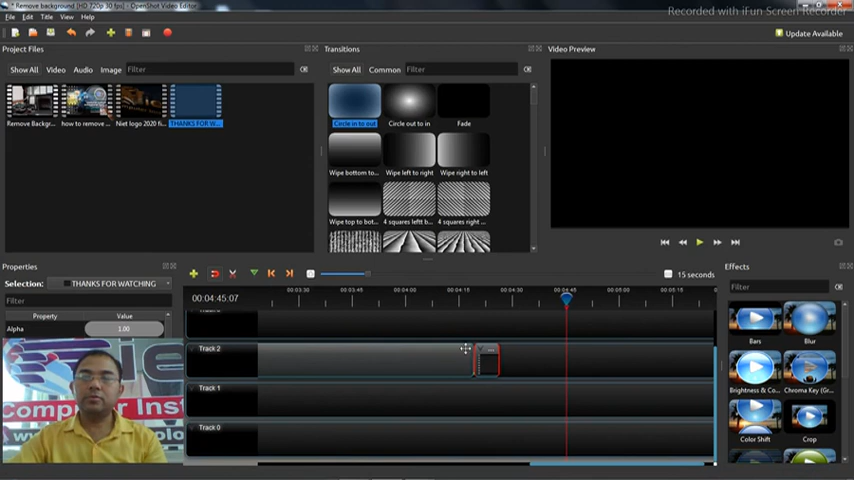 * Remove background [HD 720p 30 fps] - OpenShot Video Editor
Recorded with iFun Screen Recorder
File Edit Title View Help
Update Available
Project Files
Transitions
Video Preview
Show All Video Audio Image Filter
Show All Common Filter
Remove Backgr...
how to remove ...
Niet logo 2020 fi...
THANKS FOR W...
Circle in to out
Circle out to in
Fade
Wipe bottom to...
Wipe left to right
Wipe right to left
Wipe top to bot...
4 squares leftt b...
4 squares right ...
Properties
Selection: THANKS FOR WATCHING
Filter
Property Value
Alpha 1.00
15 seconds
00:04:45:07
00:03:30
00:03:45
00:04:00
00:04:15
00:04:30
00:04:45
00:05:00
00:05:15
Track 2
Track 1
Track 0
Effects
Filter
Bars
Blur
Brightness & Co...
Chroma Key (Gr...
Color Shift
Crop
Computer Inst